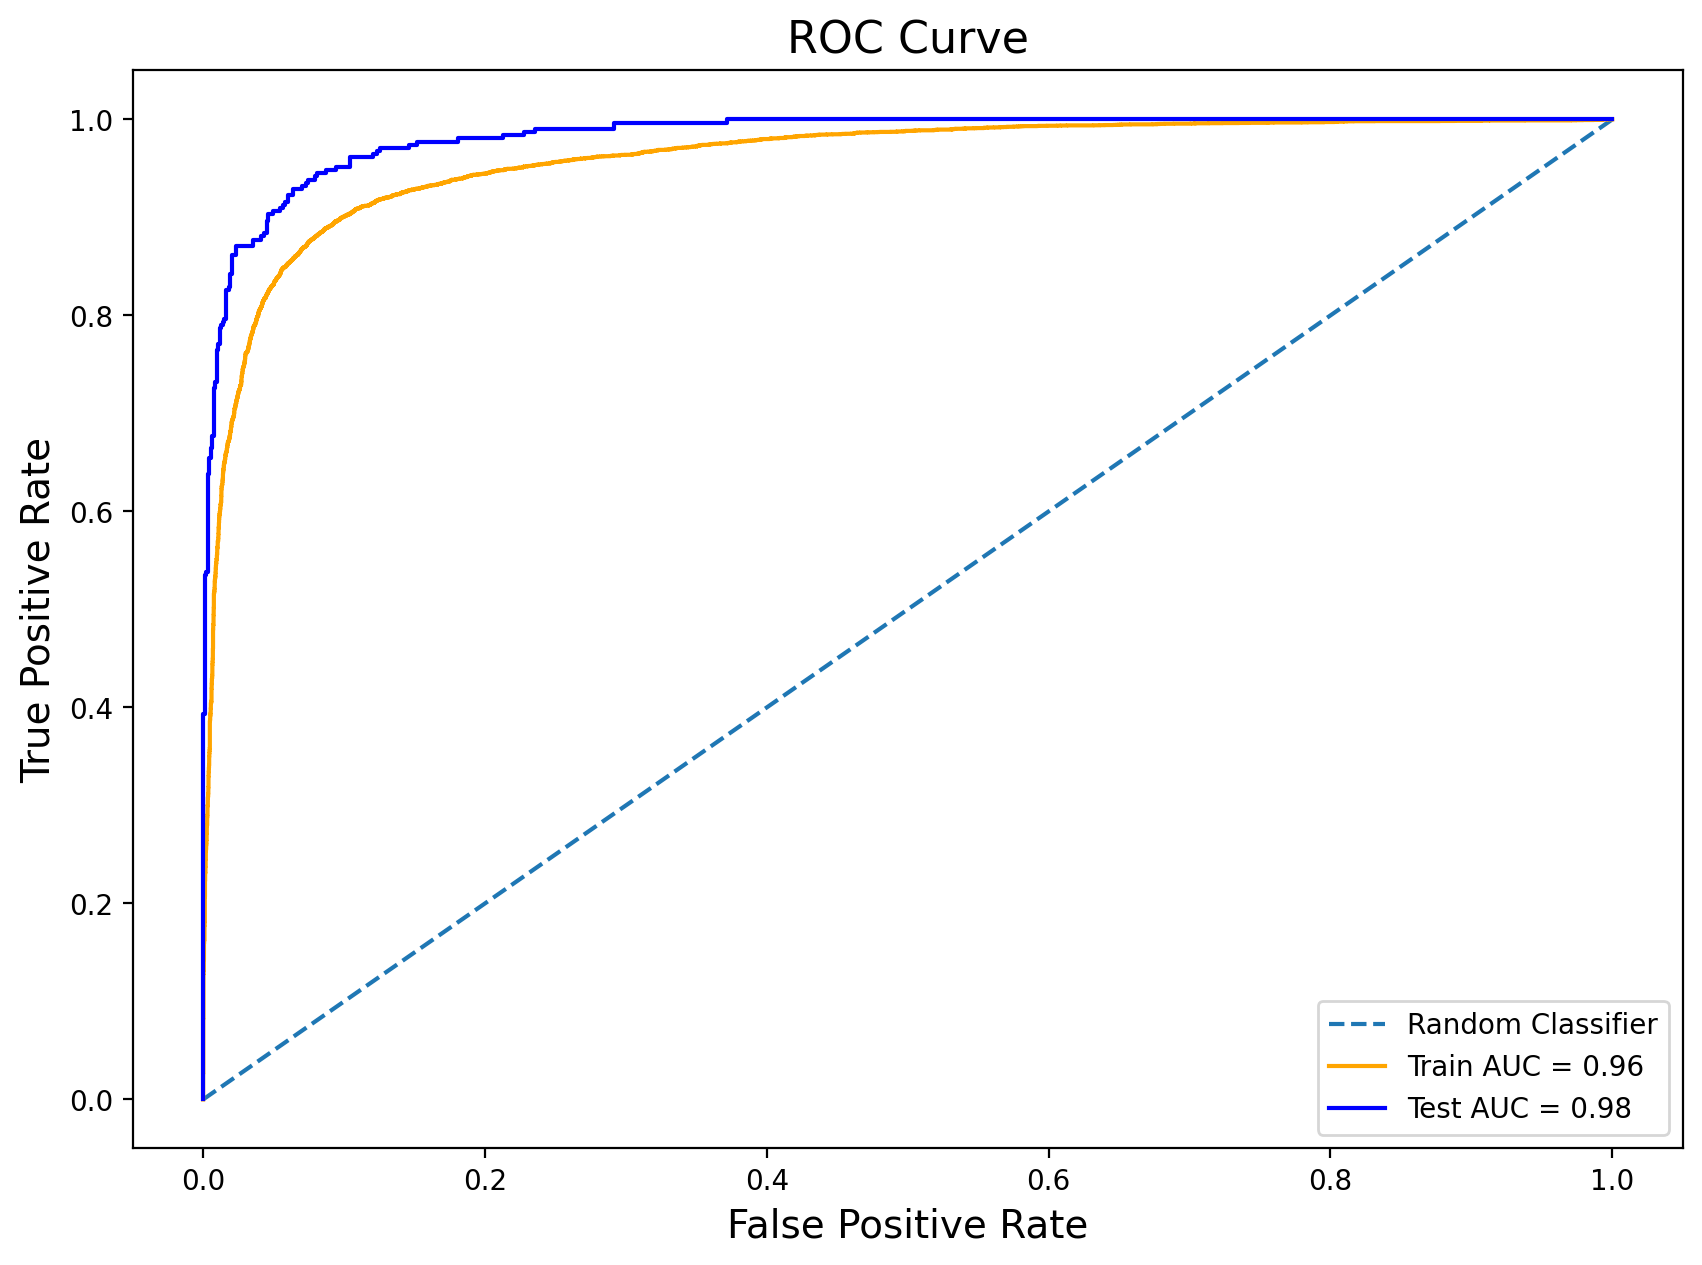 ROC Curve
True Positive Rate
1.0
0.8
0.6
0.4
0.2
0.0
Random Classifier
Train AUC = 0.96
Test AUC = 0.98
0.0 0.2 0.4 0.6 0.8 1.0
False Positive Rate